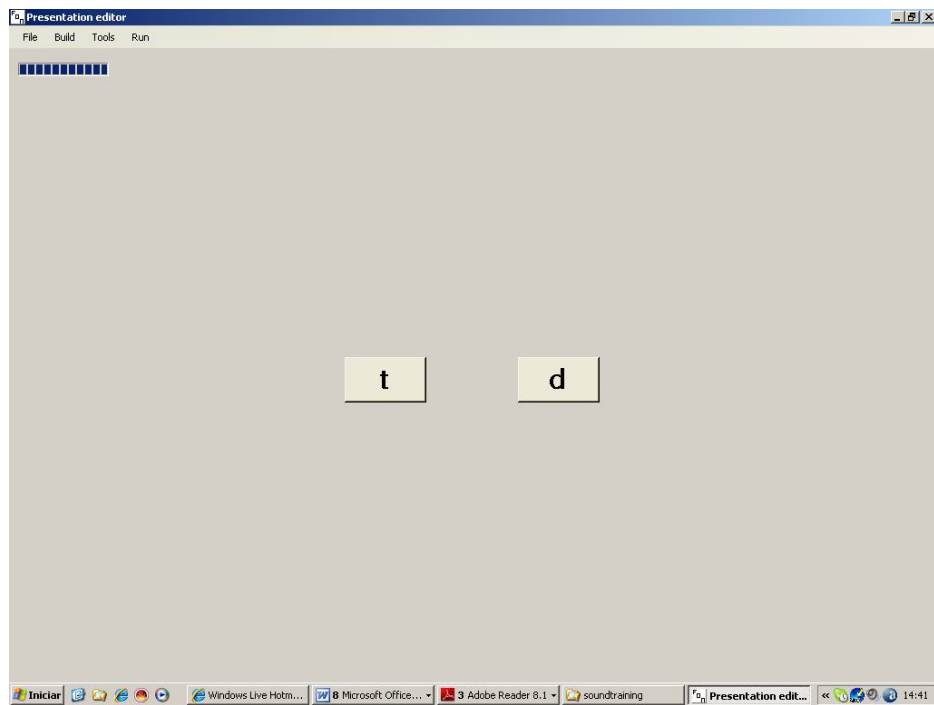 Presentation editor
File Build Tools Run
t d
Iniciar Windows Live Hotm... 8 Microsoft Office... 3 Adobe Reader 8.1 soundtraining Presentation edit... « 14:41